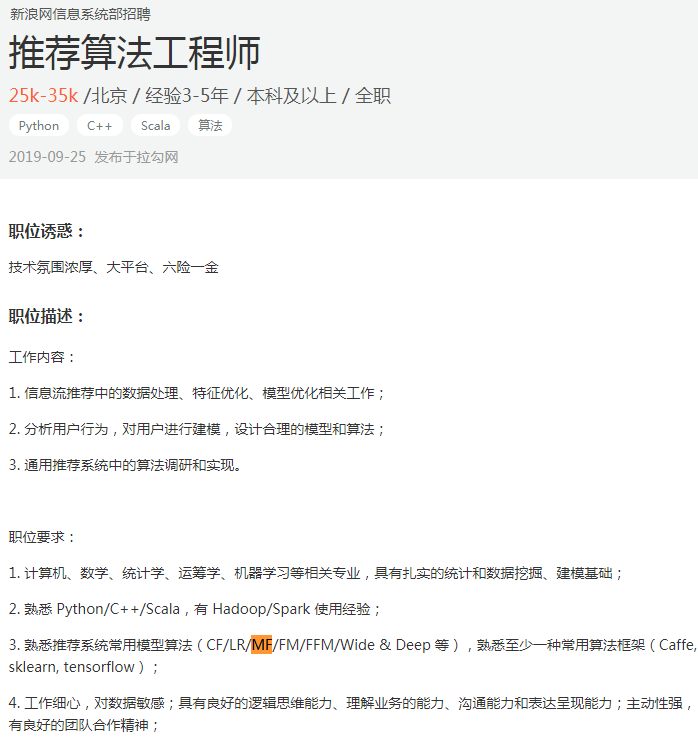 新浪网信息系统部招聘
推荐算法工程师
25k-35k /北京 / 经验3-5年 / 本科及以上 / 全职
Python C++ Scala 算法
2019-09-25 发布于拉勾网
职位诱惑：
技术氛围浓厚、大平台、六险一金
职位描述：
工作内容：
1. 信息流推荐中的数据处理、特征优化、模型优化相关工作；
2. 分析用户行为，对用户进行建模，设计合理的模型和算法；
3. 通用推荐系统中的算法调研和实现。
职位要求：
1. 计算机、数学、统计学、运筹学、机器学习等相关专业，具有扎实的统计和数据挖掘、建模基础；
2. 熟悉 Python/C++/Scala，有 Hadoop/Spark 使用经验；
3. 熟悉推荐系统常用模型算法（CF/LR/MF/FM/FFM/Wide & Deep 等），熟悉至少一种常用算法框架（Caffe,
sklearn, tensorflow）；
4. 工作细心，对数据敏感；具有良好的逻辑思维能力、理解业务的能力、沟通能力和表达呈现能力；主动性强，
有良好的团队合作精神；